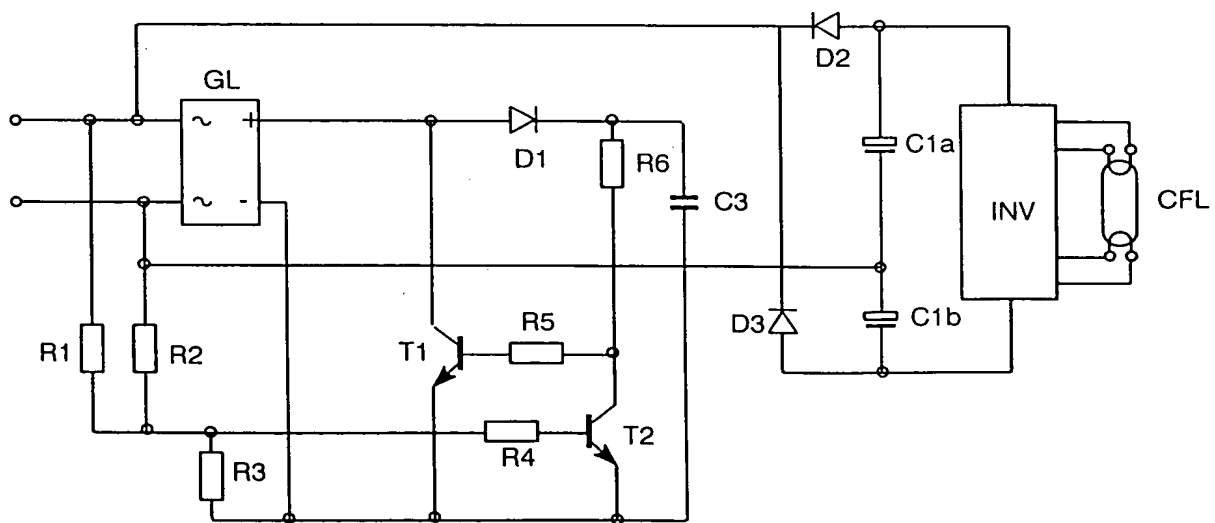 D2
GL
~ +
~ -
D1
R6
C3
C1a
INV
CFL
C1b
D3
R1
R2
T1
R5
R4
T2
R3